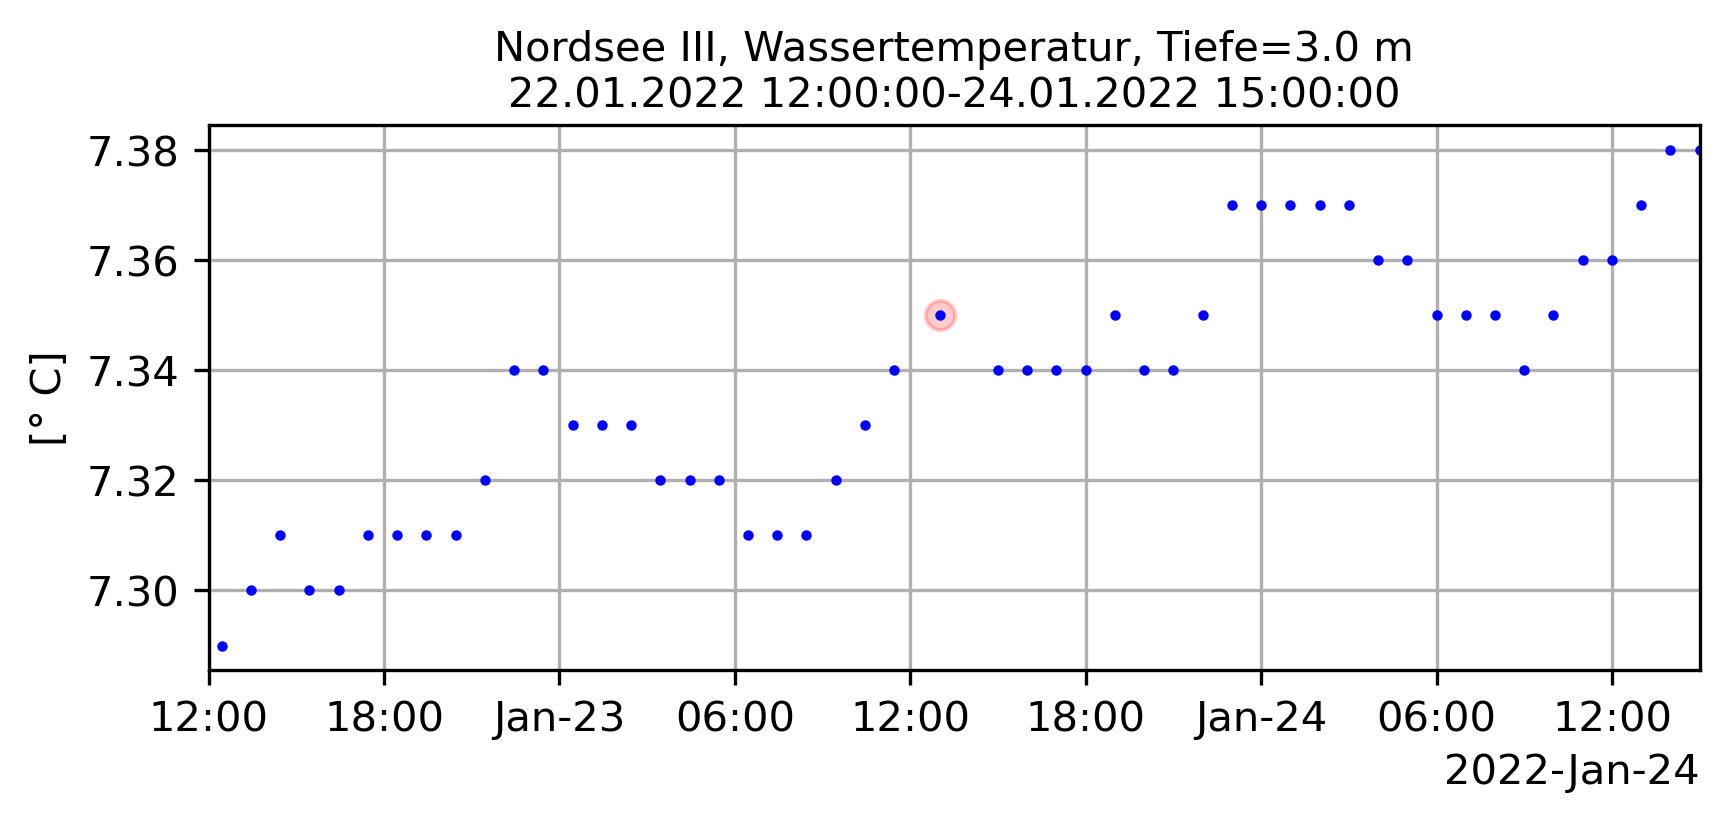 Nordsee III, Wassertemperatur, Tiefe=3.0 m
22.01.2022 12:00:00-24.01.2022 15:00:00
[° C]
7.38
7.36
7.34
7.32
7.30
12:00 18:00 Jan-23 06:00 12:00 18:00 Jan-24 06:00 12:00
2022-Jan-24